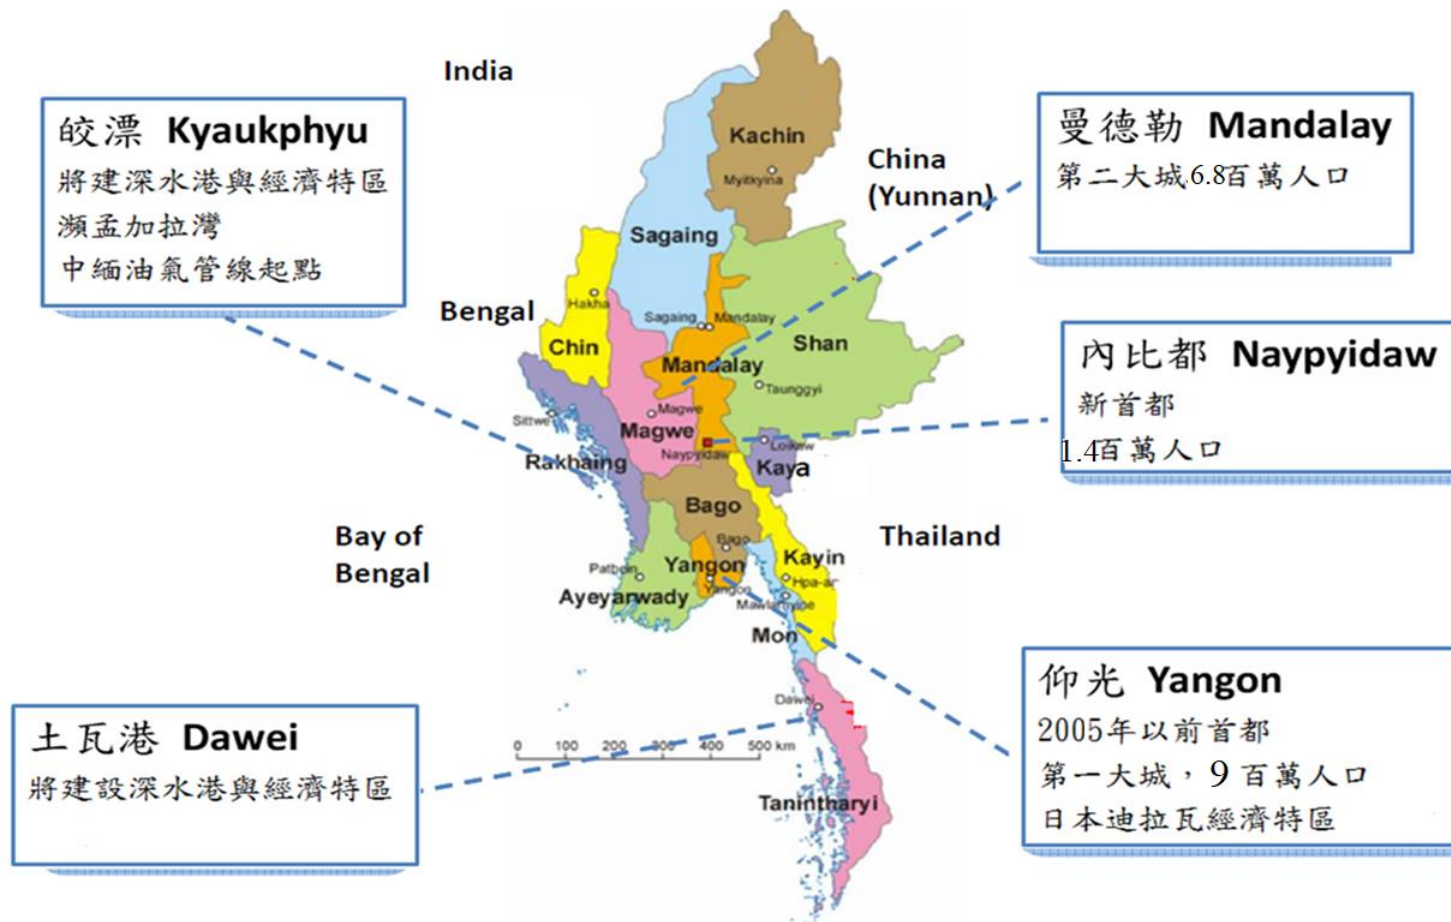 India
皎漂 Kyaukphyu
將建深水港與經濟特區
瀕孟加拉灣
中緬油氣管線起點
曼德勒 Mandalay
第二大城,6.8百萬人口
Kachin
Myitkyina
China
(Yunnan)
Sagaing
Bengal
Hakha
Sagaing
Mandalay
Chin
Mandalay
Shan
Taunggyi
內比都 Naypyidaw
新首都
1.4百萬人口
Sittwe
Magwe
Magwe
Loikaw
Naypyidaw
Rakhaing
Kaya
Bago
Bay of
Bengal
Thailand
Bago
Yangon
Kayin
Pathein
Yangon
Hpa-an
Ayeyarwady
Mawlamyine
Mon
仰光 Yangon
2005年以前首都
第一大城，9 百萬人口
日本迪拉瓦經濟特區
土瓦港 Dawei
將建設深水港與經濟特區
Dawei
0 100 200 300 400 500 km
Tanintharyi